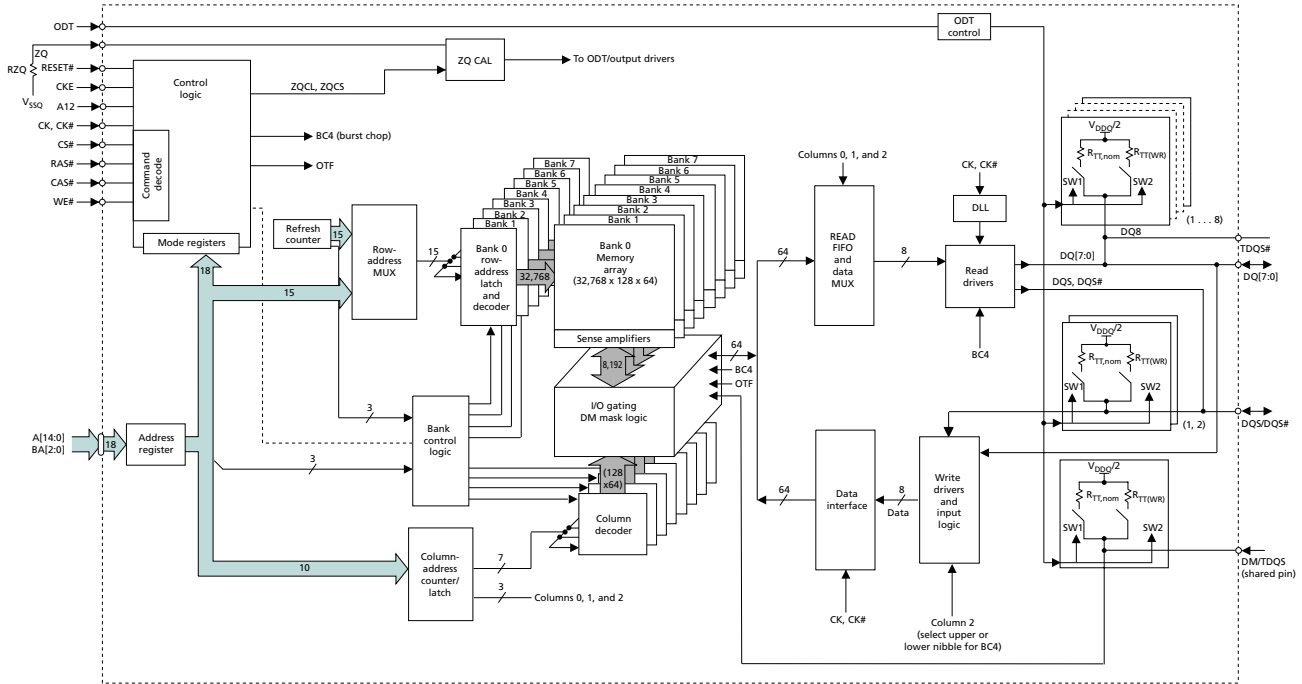 ODT
ODT
control
ZQ
RZQ
VSSQ
RESET#
CKE
A12
CK, CK#
CS#
RAS#
CAS#
WE#
Control
logic
Command
decode
Mode registers
ZQ CAL
To ODT/output drivers
ZQCL, ZQCS
BC4 (burst chop)
OTF
Refresh
counter
15
Row-
address
MUX
15
18
15
Bank 7
Bank 6
Bank 5
Bank 4
Bank 3
Bank 2
Bank 1
Bank 0
row-
address
latch
and
decoder
32,768
Bank 7
Bank 6
Bank 5
Bank 4
Bank 3
Bank 2
Bank 1
Bank 0
Memory
array
(32,768 x 128 x 64)
Sense amplifiers
8,192
I/O gating
DM mask logic
64
BC4
OTF
(128
x64)
Column
decoder
A[14:0]
BA[2:0]
18
Address
register
3
3
Bank
control
logic
10
Column-
address
counter/
latch
7
3
Columns 0, 1, and 2
Columns 0, 1, and 2
64
READ
FIFO
and
data
MUX
8
CK, CK#
DLL
Read
drivers
BC4
DQ8
DQ[7:0]
DQS, DQS#
64
Data
interface
8
Data
Write
drivers
and
input
logic
CK, CK#
Column 2
(select upper or
lower nibble for BC4)
VDDQ/2
RTT,nom
RTT(WR)
SW1
SW2
(1 . . . 8)
TDQS#
DQ[7:0]
VDDQ/2
RTT,nom
RTT(WR)
SW1
SW2
(1, 2)
DQS/DQS#
VDDQ/2
RTT,nom
RTT(WR)
SW1
SW2
DM/TDQS
(shared pin)